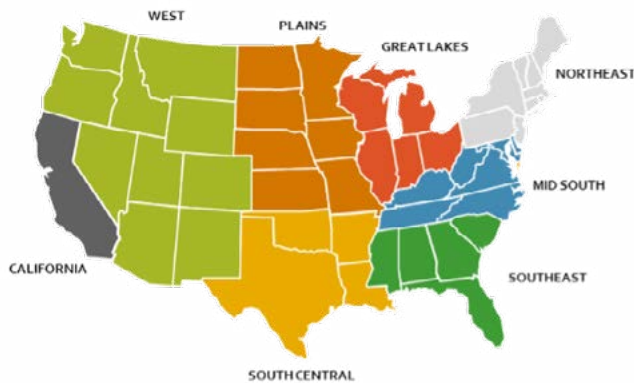 WEST
PLAINS
GREAT LAKES
NORTHEAST
MID SOUTH
CALIFORNIA
SOUTHEAST
SOUTH CENTRAL